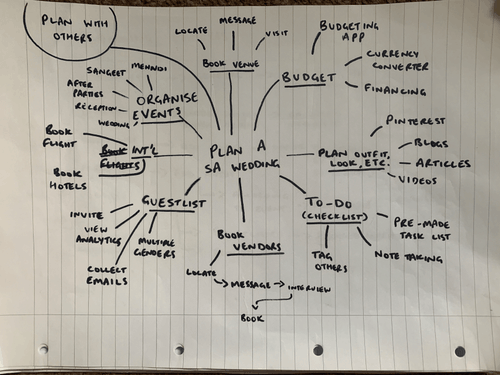 PLAN WITH
OTHERS
LOCATE
MESSAGE
VISIT
BOOK VENUE
BUDGETING
APP
CURRENCY
CONVERTER
FINANCING
BUDGET
MEHNDI
SANGEET
AFTER
PARTIES
RECEPTION
WEDDING
ORGANISE
EVENTS
BOOK
FLIGHT
BOOK INT'L
FLIGHTS
BOOK
HOTELS
PLAN A
SA WEDDING
PINTEREST
BLOGS
ARTICLES
VIDEOS
PLAN OUTFIT,
LOOK, ETC.
GUESTLIST
INVITE
VIEW
ANALYTICS
COLLECT
EMAILS
MULTIPLE
GENDERS
BOOK
VENDORS
LOCATE
MESSAGE
INTERVIEW
BOOK
TO-DO
(CHECKLIST)
PRE-MADE
TASK LIST
NOTE TAKING
TAG
OTHERS